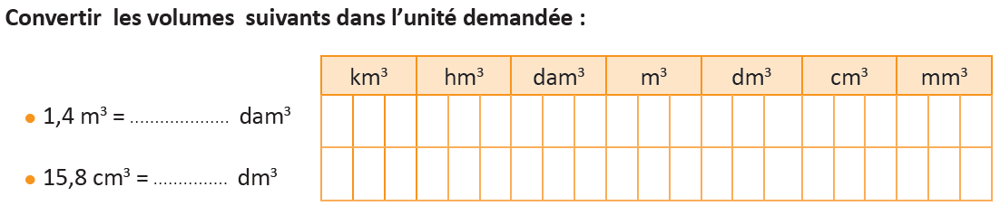 Convertir les volumes suivants dans l’unité demandée :
km³ hm³ dam³ m³ dm³ cm³ mm³
• 1,4 m³ = .................... dam³
• 15,8 cm³ = ............... dm³